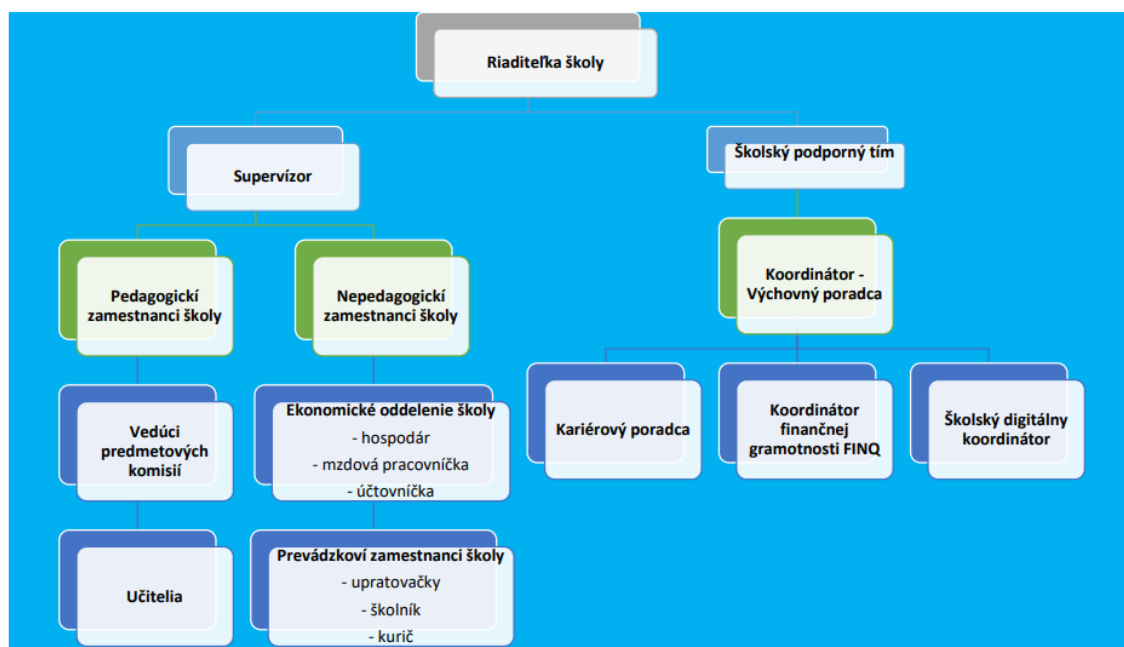 Riaditeľka školy
Supervízor
Školský podporný tím
Pedagogickí
zamestnanci školy
Nepedagogickí
zamestnanci školy
Koordinátor -
Výchovný poradca
Vedúci
predmetových
komisií
Ekonomické oddelenie školy
- hospodár
- mzdová pracovníčka
- účtovníčka
Kariérový poradca
Koordinátor
finančnej
gramotnosti FINQ
Školský digitálny
koordinátor
Učitelia
Prevádzkoví zamestnanci školy
- upratovačky
- školník
- kurič